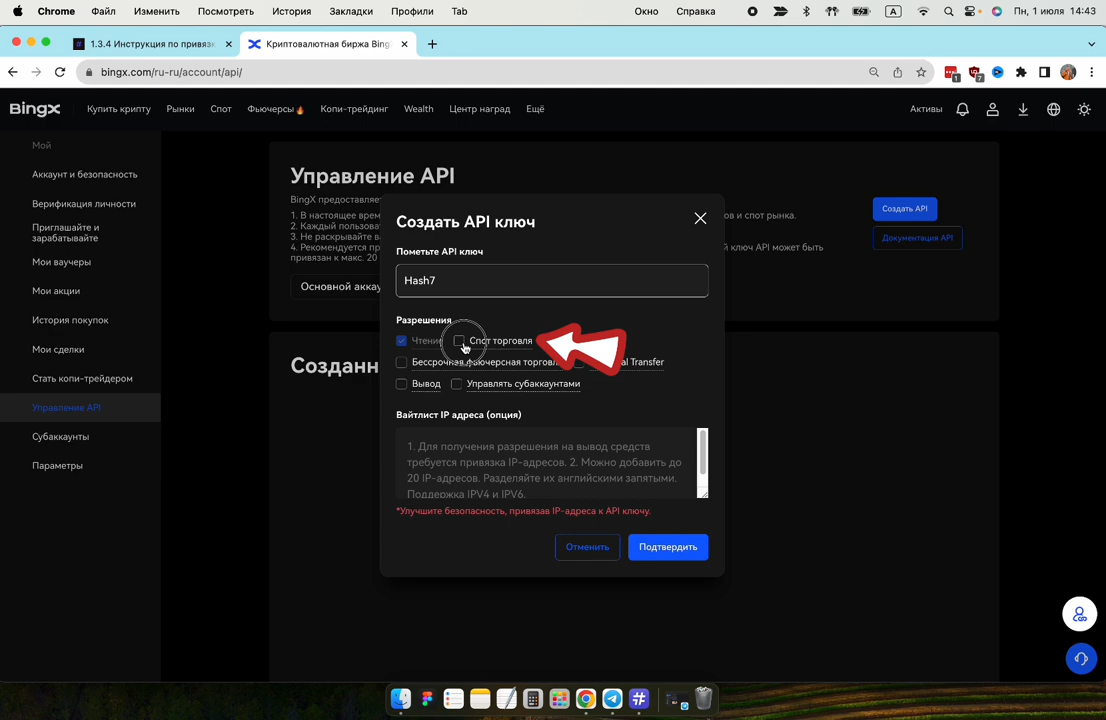 Chrome Файл Изменить Посмотреть История Закладки Профили Tab Окно Справка A Пн, 1 июля 14:43
1.3.4 Инструкция по привяз Криптовалютная биржа Bing
bingx.com/ru-ru/account/api/ 1 7
BingX Купить крипту Рынки Спот Фьючерсы Копи-трейдинг Wealth Центр наград Ещё Активы
Мой
Аккаунт и безопасность
Верификация личности
Приглашайте и
зарабатывайте
Мои ваучеры
Мои акции
История покупок
Мои сделки
Стать копи-трейдером
Управление API
Субаккаунты
Параметры
Управление API
BingX предоставляе
1. В настоящее врем ов и спот рынка.
2. Каждый пользова
3. Не раскрывайте ва
4. Рекомендуется пр й ключ API может быть
привязан к макс. 20
Основной акка
Создать API
Документация API
Созданн
Создать API ключ
Пометьте API ключ
Hash7
Разрешения
Чтение Спот торговля
Бессрочная фьючерсная торговл al Transfer
Вывод Управлять субаккаунтами
Вайтлист IP адреса (опция)
1. Для получения разрешения на вывод средств
требуется привязка IP-адресов. 2. Можно добавить до
20 IP-адресов. Разделяйте их английскими запятыми.
Поддержка IPV4 и IPV6.
*Улучшите безопасность, привязав IP-адреса к API ключу.
Отменить Подтвердить